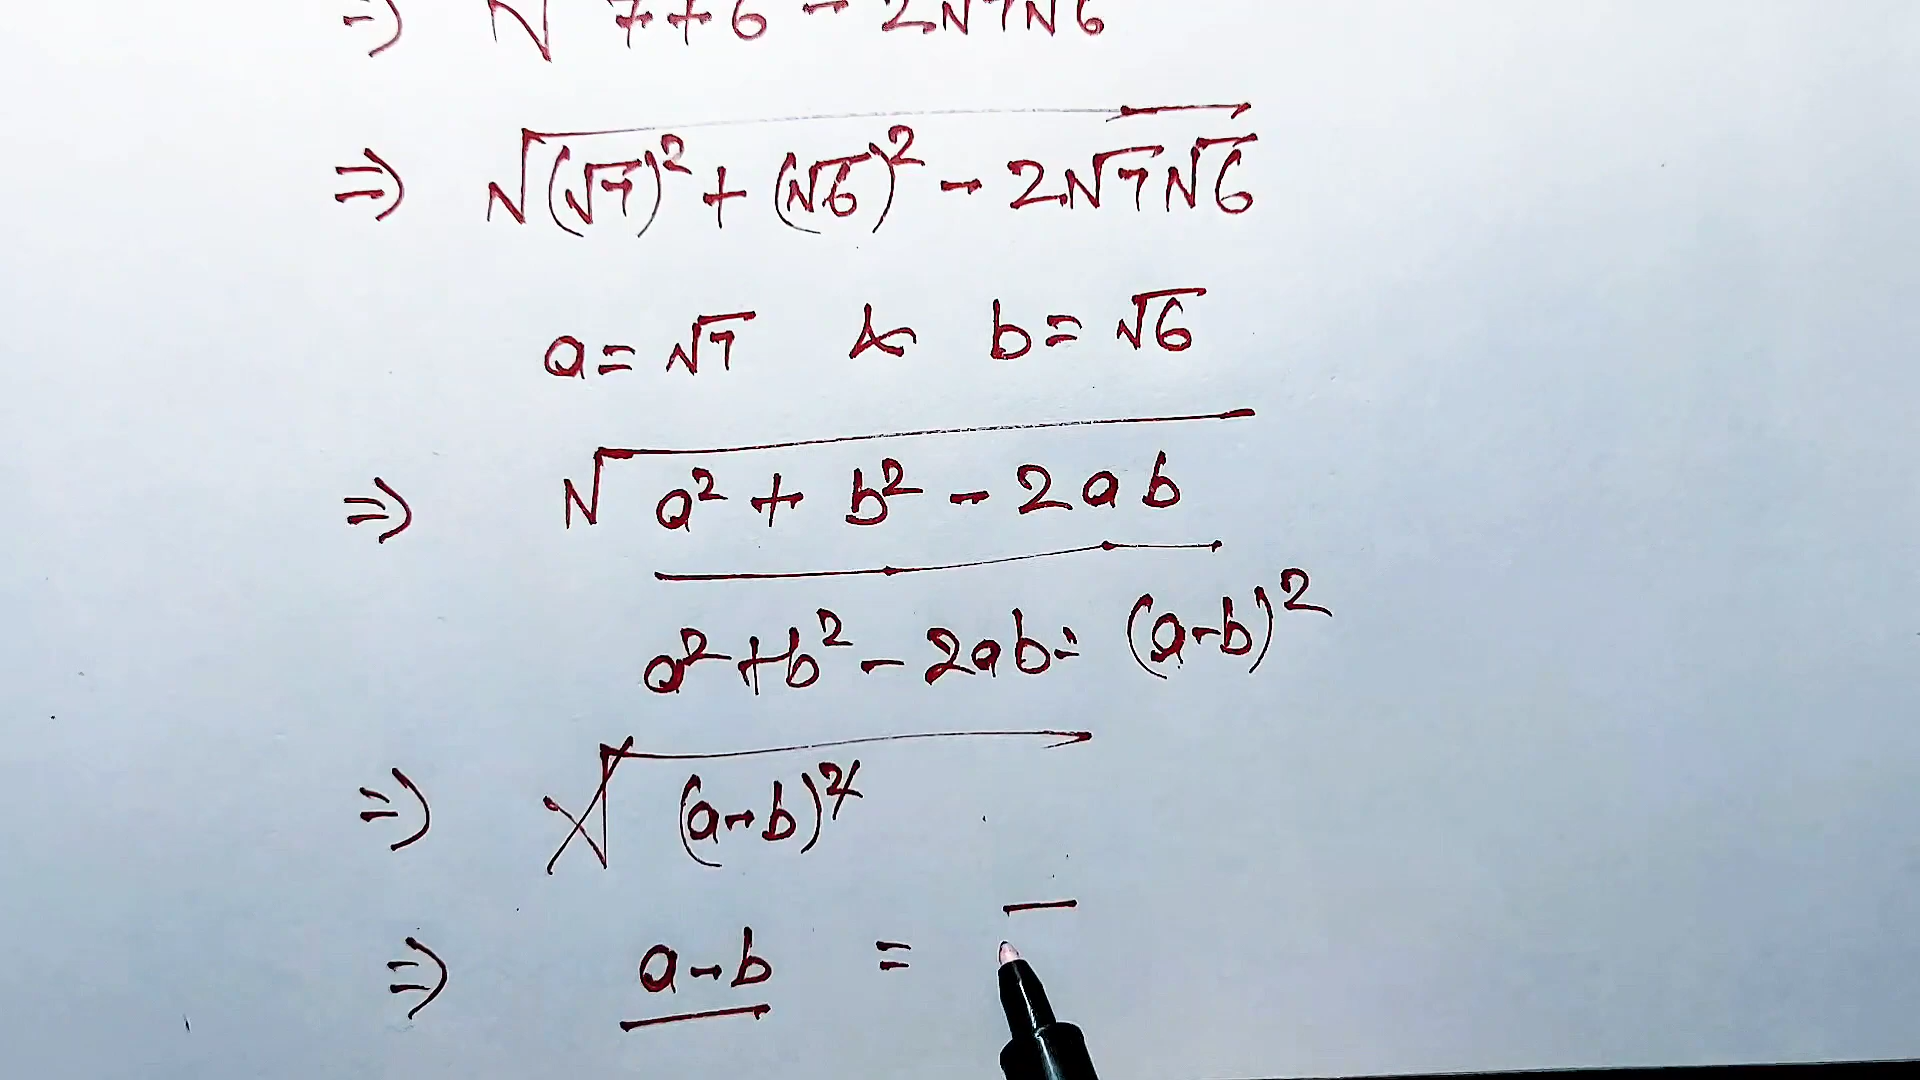 ⇒ √7+6-2√7√6
⇒ √(√7)²+(√6)²-2√7√6
a=√7 & b=√6
⇒ √a²+b²-2ab
a²+b²-2ab=(a-b)²
⇒ √(a-b)²
⇒ a-b =